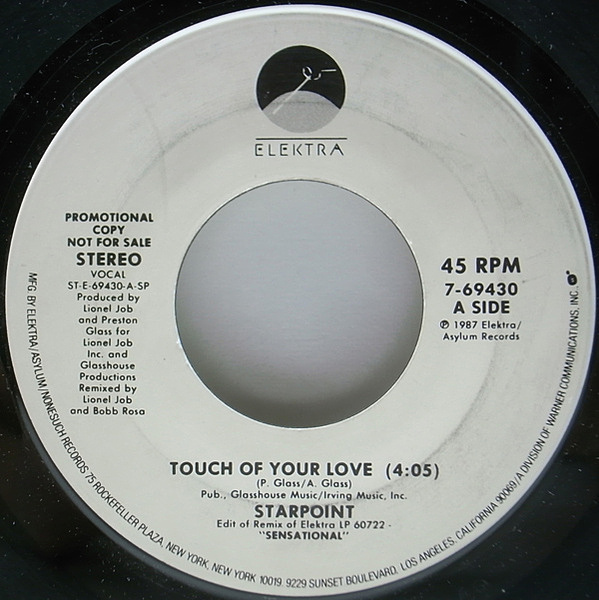 ELEKTRA
PROMOTIONAL
COPY
NOT FOR SALE
STEREO
VOCAL
ST-E-69430-A-SP
Produced by
Lionel Job
and Preston
Glass for
Lionel Job
Inc. and
Glasshouse
Productions
Remixed by
Lionel Job
and Bobb Rosa
45 RPM
7-69430
A SIDE
℗ 1987 Elektra/
Asylum Records
TOUCH OF YOUR LOVE (4:05)
(P. Glass/A. Glass)
Pub., Glasshouse Music/Irving Music, Inc.
STARPOINT
Edit of Remix of Elektra LP 60722 -
"SENSATIONAL"
MFG. BY ELEKTRA/ASYLUM/NONESUCH RECORDS 75 ROCKEFELLER PLAZA, NEW YORK, NEW YORK 10019. 9229 SUNSET BOULEVARD, LOS ANGELES, CALIFORNIA 90069/A DIVISION OF WARNER COMMUNICATIONS, INC.